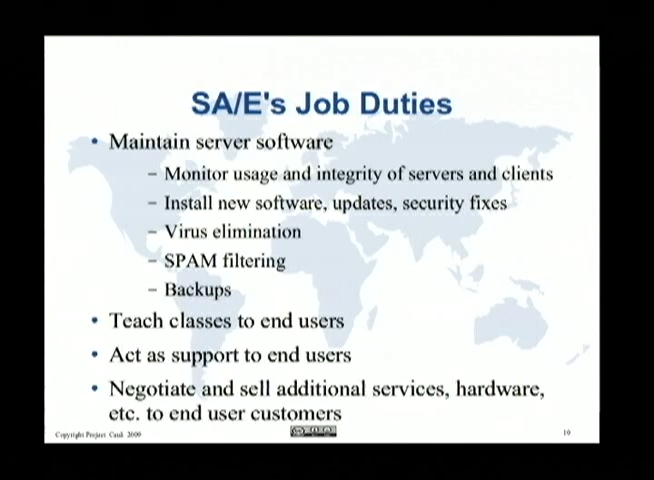 SA/E's Job Duties
• Maintain server software
– Monitor usage and integrity of servers and clients
– Install new software, updates, security fixes
– Virus elimination
– SPAM filtering
– Backups
• Teach classes to end users
• Act as support to end users
• Negotiate and sell additional services, hardware,
etc. to end user customers
Copyright Project Cauã 2009